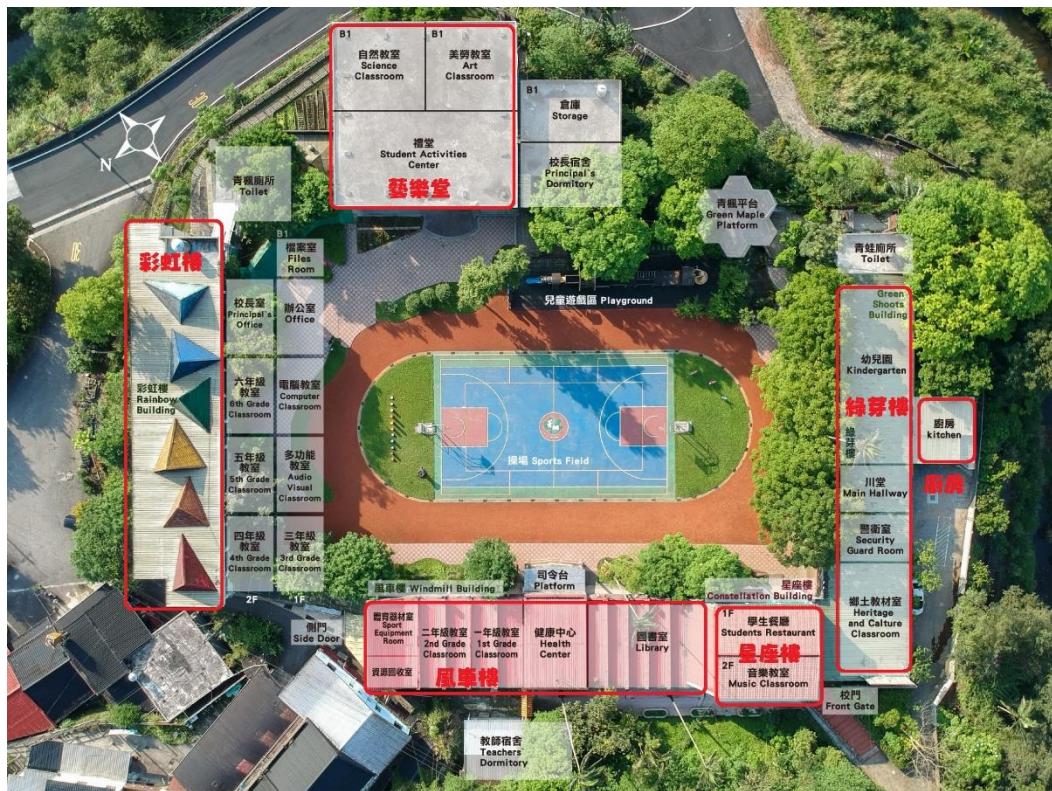 B1
自然教室
Science
Classroom
B1
美勞教室
Art
Classroom
禮堂
Student Activities
Center
藝樂堂
B1
倉庫
Storage
校長宿舍
Principal's
Dormitory
N
青楓廁所
Toilet
青楓平台
Green Maple
Platform
青蛙廁所
Toilet
彩虹樓
彩虹樓
Rainbow
Building
B1
檔案室
Files
Room
校長室
Principal's
Office
辦公室
Office
六年級
教室
6th Grade
Classroom
電腦教室
Computer
Classroom
五年級
教室
5th Grade
Classroom
多功能
教室
Audio
Visual
Classroom
四年級
教室
4th Grade
Classroom
三年級
教室
3rd Grade
Classroom
2F
1F
兒童遊戲區 Playground
操場 Sports Field
Green
Shoots
Building
幼兒園
Kindergarten
綠芽樓
綠芽樓
川堂
Main Hallway
警衛室
Security
Guard Room
鄉土教材室
Heritage
and Calture
Classroom
廚房
kitchen
廚房
側門
Side Door
風車樓 Windmill Building
司令台
Platform
體育器材室
Sport
Equipment
Room
資源回收室
二年級教室
2nd Grade
Classroom
一年級教室
1st Grade
Classroom
風車樓
健康中心
Health
Center
圖書室
Library
星座樓
Constellation Building
1F
學生餐廳
Students Restaurant
星座樓
2F
音樂教室
Music Classroom
校門
Front Gate
教師宿舍
Teachers
Dormitory